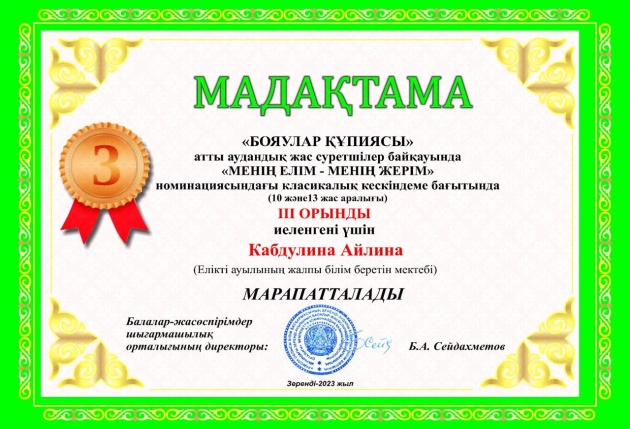 МАДАҚТАМА
3
«БОЯУЛАР ҚҰПИЯСЫ»
атты аудандық жас суретшілер байқауында
«МЕНІҢ ЕЛІМ - МЕНІҢ ЖЕРІМ»
номинациясындағы класикалық кескіндеме бағытында
(10 және13 жас аралығы)
III ОРЫНДЫ
иеленгені үшін
Кабдулина Айлина
(Елікті ауылының жалпы білім беретін мектебі)
МАРАПАТТАЛАДЫ
Балалар-жасөспірімдер
шығармашылық
орталығының директоры:
Б.А. Сейдахметов
Зеренді-2023 жыл